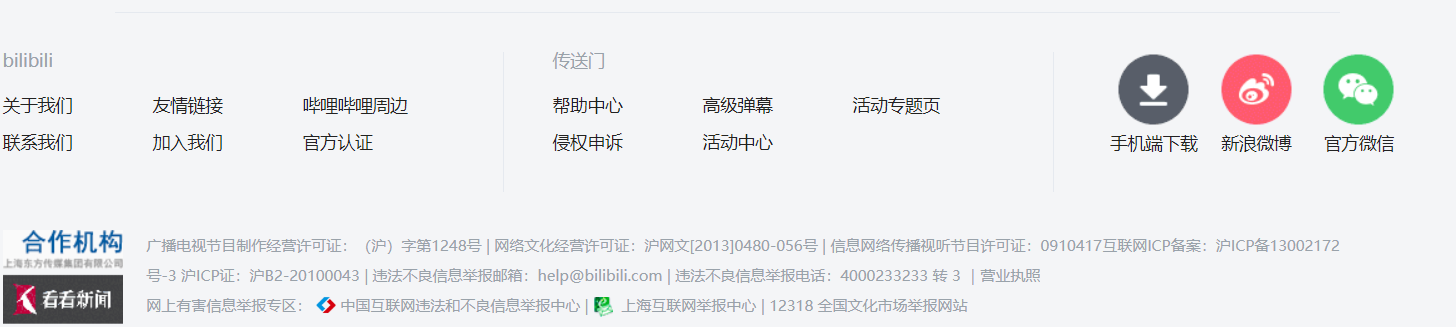 bilibili
传送门
关于我们 友情链接 哔哩哔哩周边
帮助中心 高级弹幕 活动专题页
联系我们 加入我们 官方认证
侵权申诉 活动中心
手机端下载 新浪微博 官方微信
合作机构
上海东方传媒集团有限公司
看看新闻
广播电视节目制作经营许可证：（沪）字第1248号 | 网络文化经营许可证：沪网文[2013]0480-056号 | 信息网络传播视听节目许可证：0910417互联网ICP备案：沪ICP备13002172
号-3 沪ICP证：沪B2-20100043 | 违法不良信息举报邮箱：help@bilibili.com | 违法不良信息举报电话：4000233233 转 3 | 营业执照
网上有害信息举报专区： 中国互联网违法和不良信息举报中心 | 上海互联网举报中心 | 12318 全国文化市场举报网站